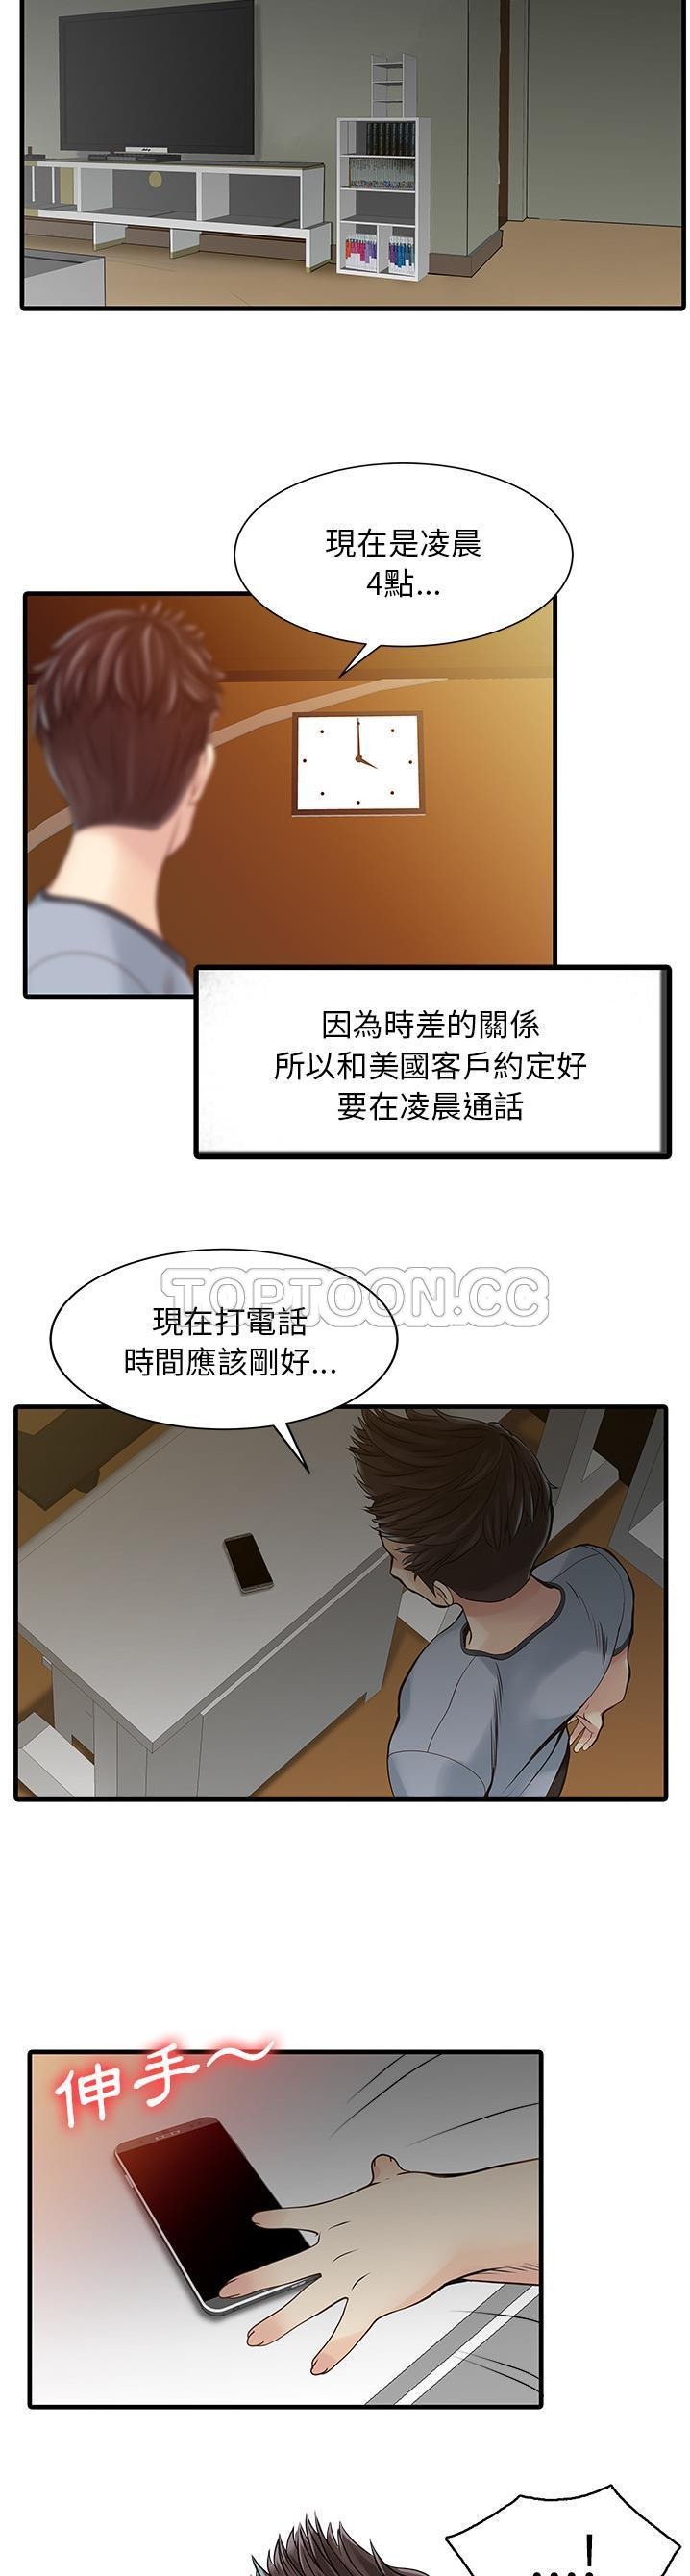 現在是凌晨
4點...
因為時差的關係
所以和美國客戶約定好
要在凌晨通話
TOPTOON.CC
現在打電話
時間應該剛好...
伸手～
....!